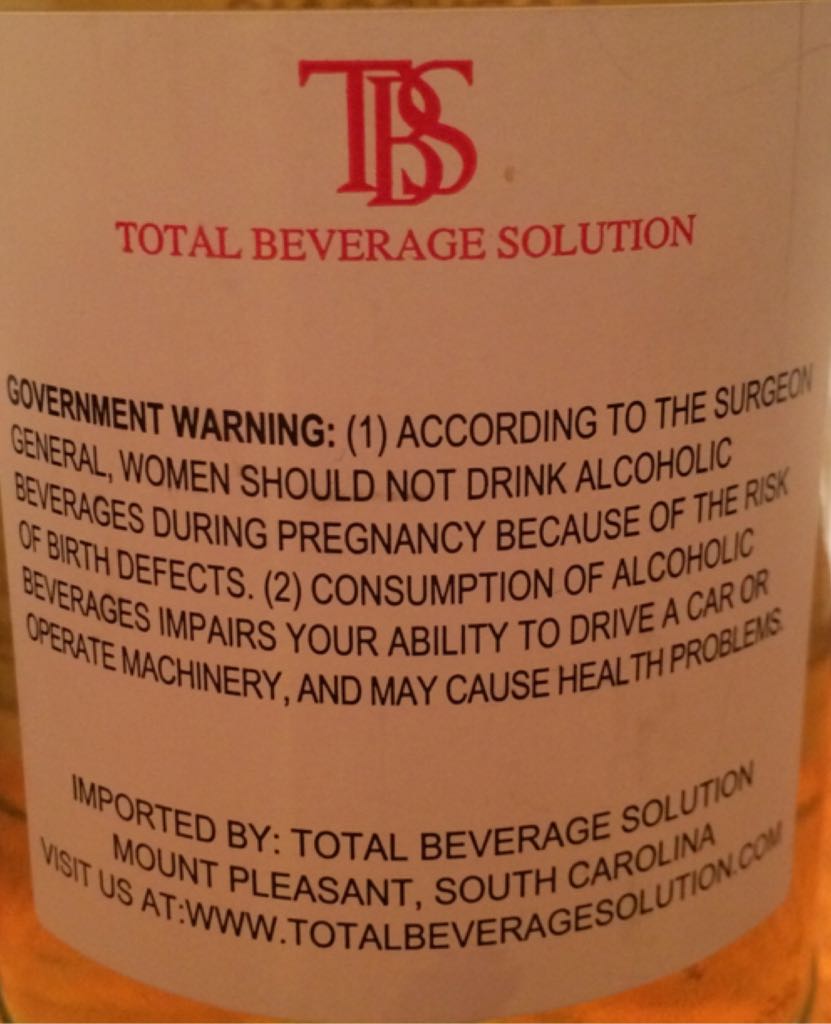 TBS
TOTAL BEVERAGE SOLUTION
GOVERNMENT WARNING: (1) ACCORDING TO THE SURGEON
GENERAL, WOMEN SHOULD NOT DRINK ALCOHOLIC
BEVERAGES DURING PREGNANCY BECAUSE OF THE RISK
OF BIRTH DEFECTS. (2) CONSUMPTION OF ALCOHOLIC
BEVERAGES IMPAIRS YOUR ABILITY TO DRIVE A CAR OR
OPERATE MACHINERY, AND MAY CAUSE HEALTH PROBLEMS.
IMPORTED BY: TOTAL BEVERAGE SOLUTION
MOUNT PLEASANT, SOUTH CAROLINA
VISIT US AT:WWW.TOTALBEVERAGESOLUTION.COM